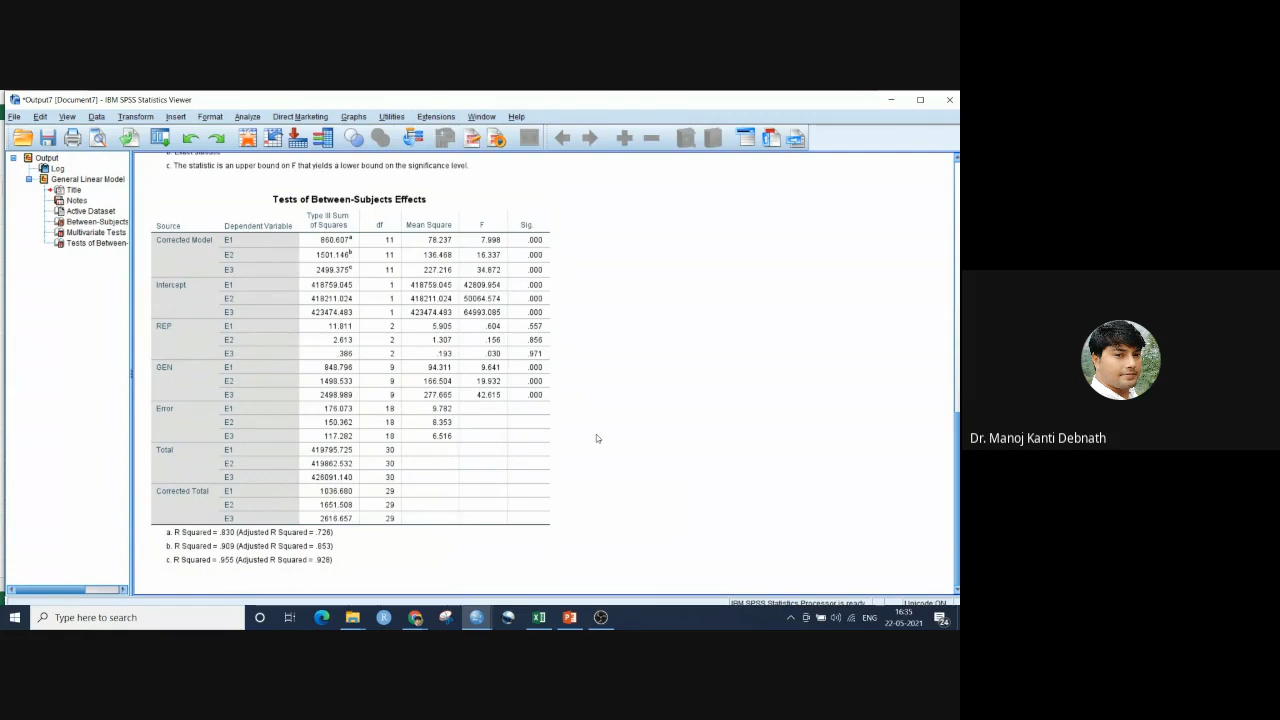 *Output7 [Document7] - IBM SPSS Statistics Viewer
File Edit View Data Transform Insert Format Analyze Direct Marketing Graphs Utilities Extensions Window Help
Output
Log
General Linear Model
Title
Notes
Active Dataset
Between-Subjects
Multivariate Tests
Tests of Between-
c. The statistic is an upper bound on F that yields a lower bound on the significance level.
Tests of Between-Subjects Effects
Source Dependent Variable Type III Sum of Squares df Mean Square F Sig.
Corrected Model E1 860.607a 11 78.237 7.998 .000
E2 1501.146b 11 136.468 16.337 .000
E3 2499.375c 11 227.216 34.872 .000
Intercept E1 418759.045 1 418759.045 42809.954 .000
E2 418211.024 1 418211.024 50064.574 .000
E3 423474.483 1 423474.483 64993.085 .000
REP E1 11.811 2 5.905 .604 .557
E2 2.613 2 1.307 .156 .856
E3 .386 2 .193 .030 .971
GEN E1 848.796 9 94.311 9.641 .000
E2 1498.533 9 166.504 19.932 .000
E3 2498.989 9 277.665 42.615 .000
Error E1 176.073 18 9.782
E2 150.362 18 8.353
E3 117.282 18 6.516
Total E1 419795.725 30
E2 419862.532 30
E3 426091.140 30
Corrected Total E1 1036.680 29
E2 1651.508 29
E3 2616.657 29
a. R Squared = .830 (Adjusted R Squared = .726)
b. R Squared = .909 (Adjusted R Squared = .853)
c. R Squared = .955 (Adjusted R Squared = .928)
IBM SPSS Statistics Processor is ready Unicode:ON
Type here to search
ENG
16:35
22-05-2021
24
Dr. Manoj Kanti Debnath